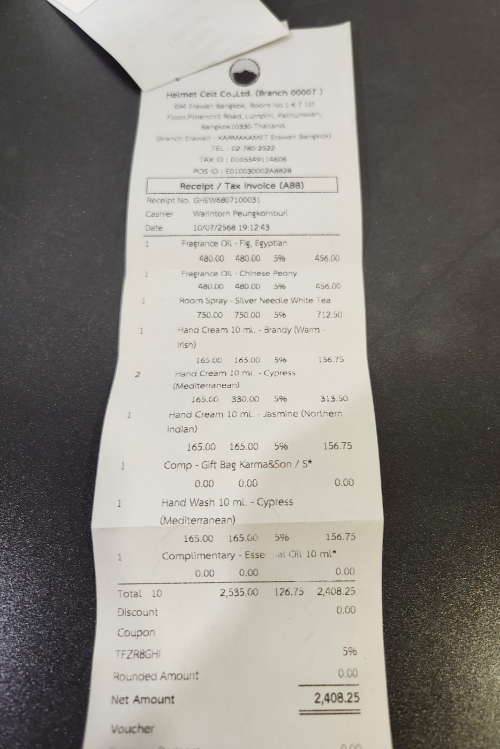 Helmet Celt Co.,Ltd. (Branch 00007 )
694 Erawan Bangkok, Room No.1-6-7 1st
Floor,Ploenchit Road, Lumpini, Pathumwan,
Bangkok10330 Thailand.
(Branch Erawan : KARMAKAMET Erawan Bangkok)
TEL : 02 780 2522
TAX ID : 0105549114606
POS ID : E010030002A8828
Receipt / Tax Invoice (ABB)
Receipt No. GHEW6807100031
Cashier Warintorn Peungkomburi
Date 10/07/2568 19:12:43
1 Fragrance Oil - Fig, Egyptian
480.00 480.00 5% 456.00
1 Fragrance Oil - Chinese Peony
480.00 480.00 5% 456.00
1 Room Spray - Silver Needle White Tea
750.00 750.00 5% 712.50
1 Hand Cream 10 ml. - Brandy (Warm -
Irish)
165.00 165.00 5% 156.75
2 Hand Cream 10 ml. - Cypress
(Mediterranean)
165.00 330.00 5% 313.50
1 Hand Cream 10 ml. - Jasmine (Northern
Indian)
165.00 165.00 5% 156.75
1 Comp - Gift Bag Karma&Son / S*
0.00 0.00 0.00
1 Hand Wash 10 ml. - Cypress
(Mediterranean)
165.00 165.00 5% 156.75
1 Complimentary - Oil 10 ml*
0.00 0.00 0.00
Total 10 2,535.00 126.75 2,408.25
Discount 0.00
Coupon
TFZR8GHI 5%
Rounded Amount 0.00
Net Amount 2,408.25
Voucher
0.00